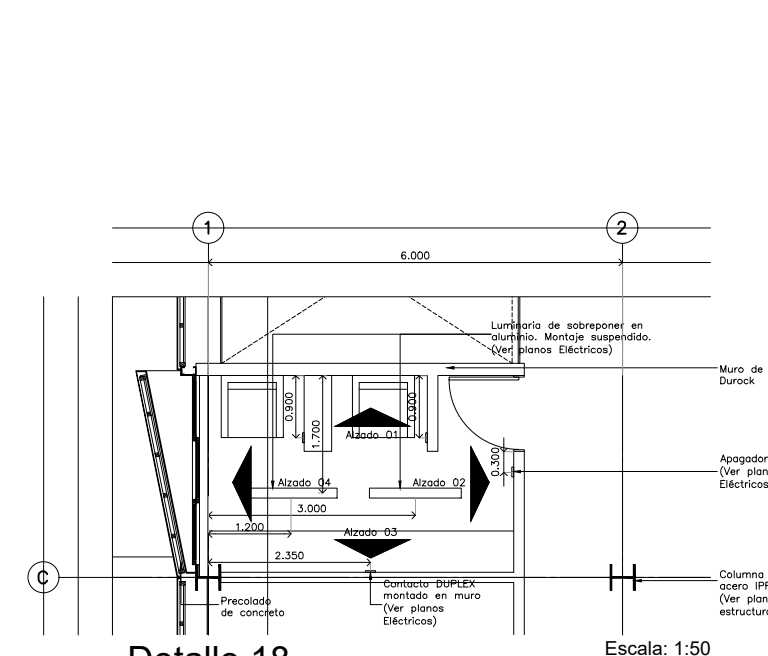 1
2
6.000
Luminaria de sobreponer en
aluminio. Montaje suspendido.
(Ver planos Eléctricos)
Muro de
Durock
0.900
1.700
0.900
Alzado 01
0.300
Apagador
(Ver plan
Eléctricos
Alzado 04
Alzado 02
3.000
1.200
Alzado 03
2.350
C
Contacto DUPLEX
montado en muro
(Ver planos
Eléctricos)
Precolado
de concreto
Columna
acero IPR
(Ver plan
estructura
Detalle 18
Escala: 1:50